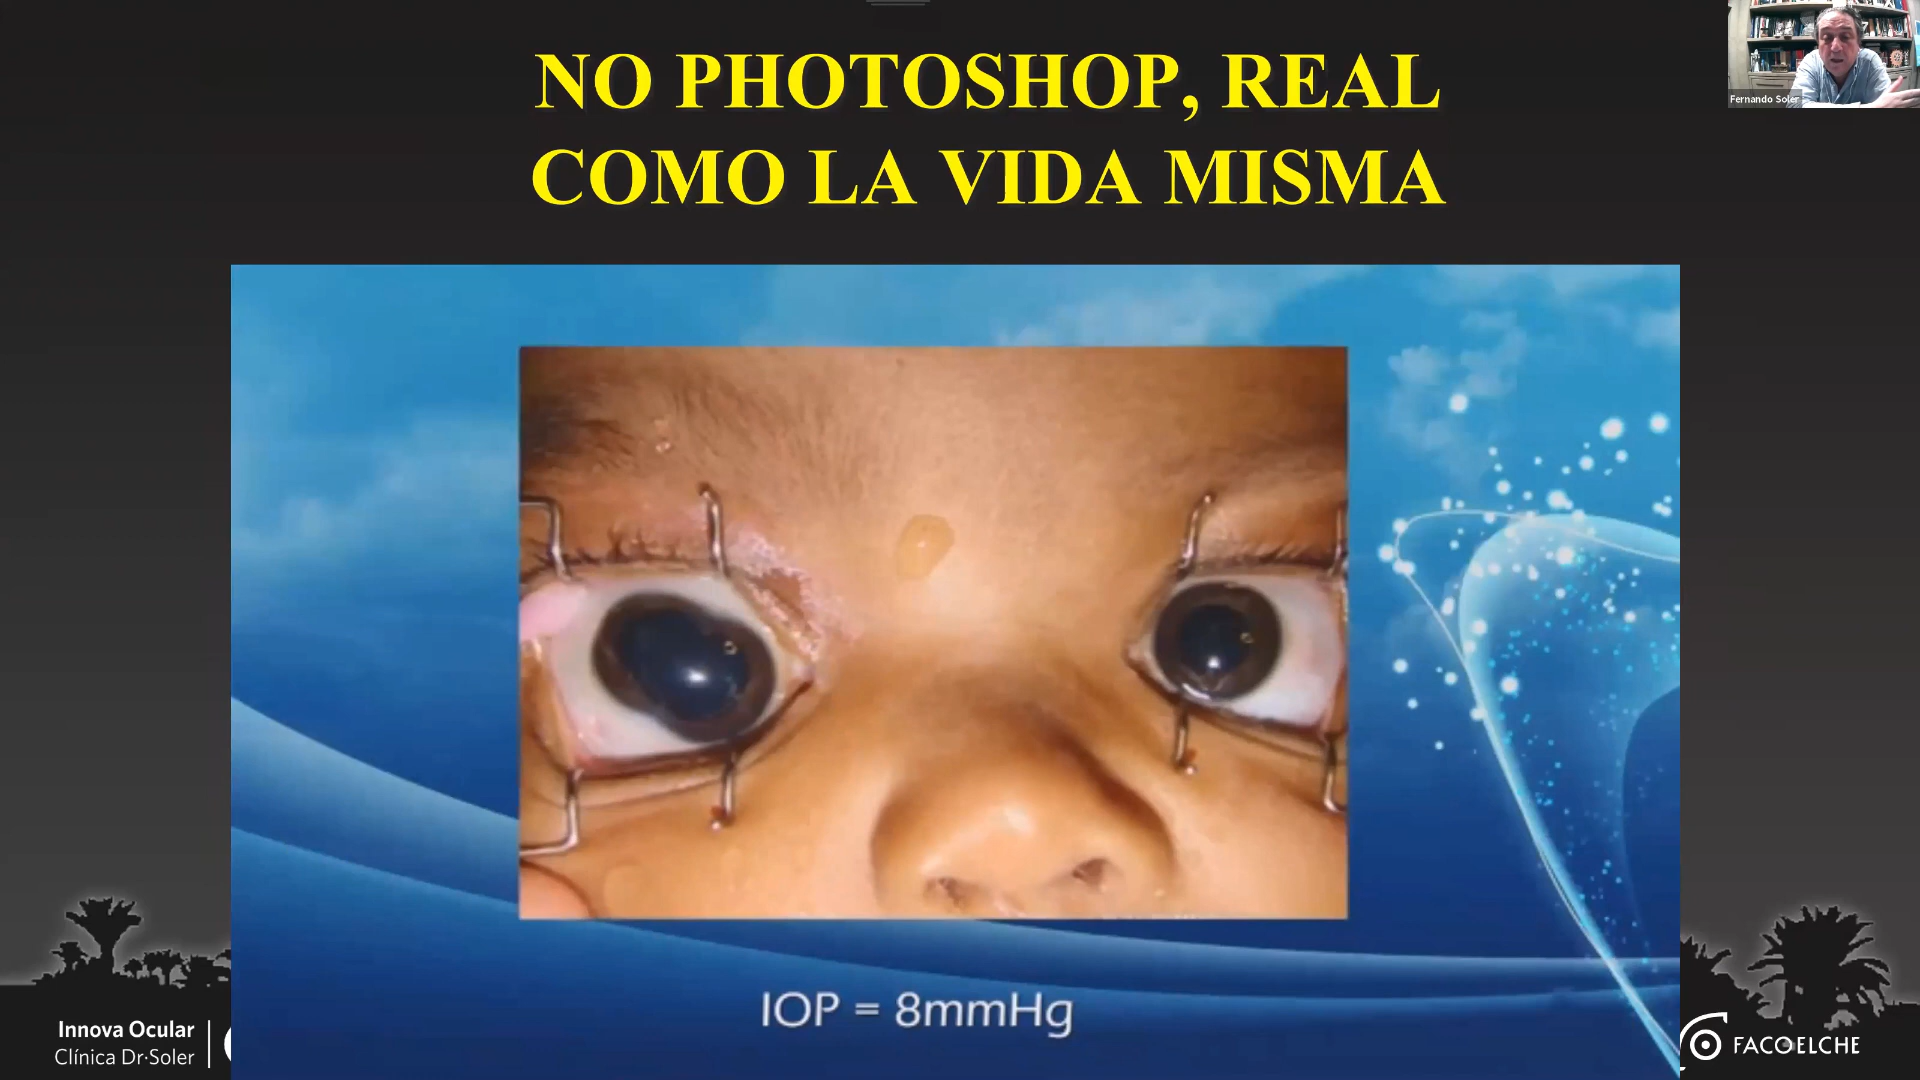 NO PHOTOSHOP, REAL
COMO LA VIDA MISMA
Fernando Soler
IOP = 8mmHg
Innova Ocular
Clínica Dr·Soler
FACOELCHE